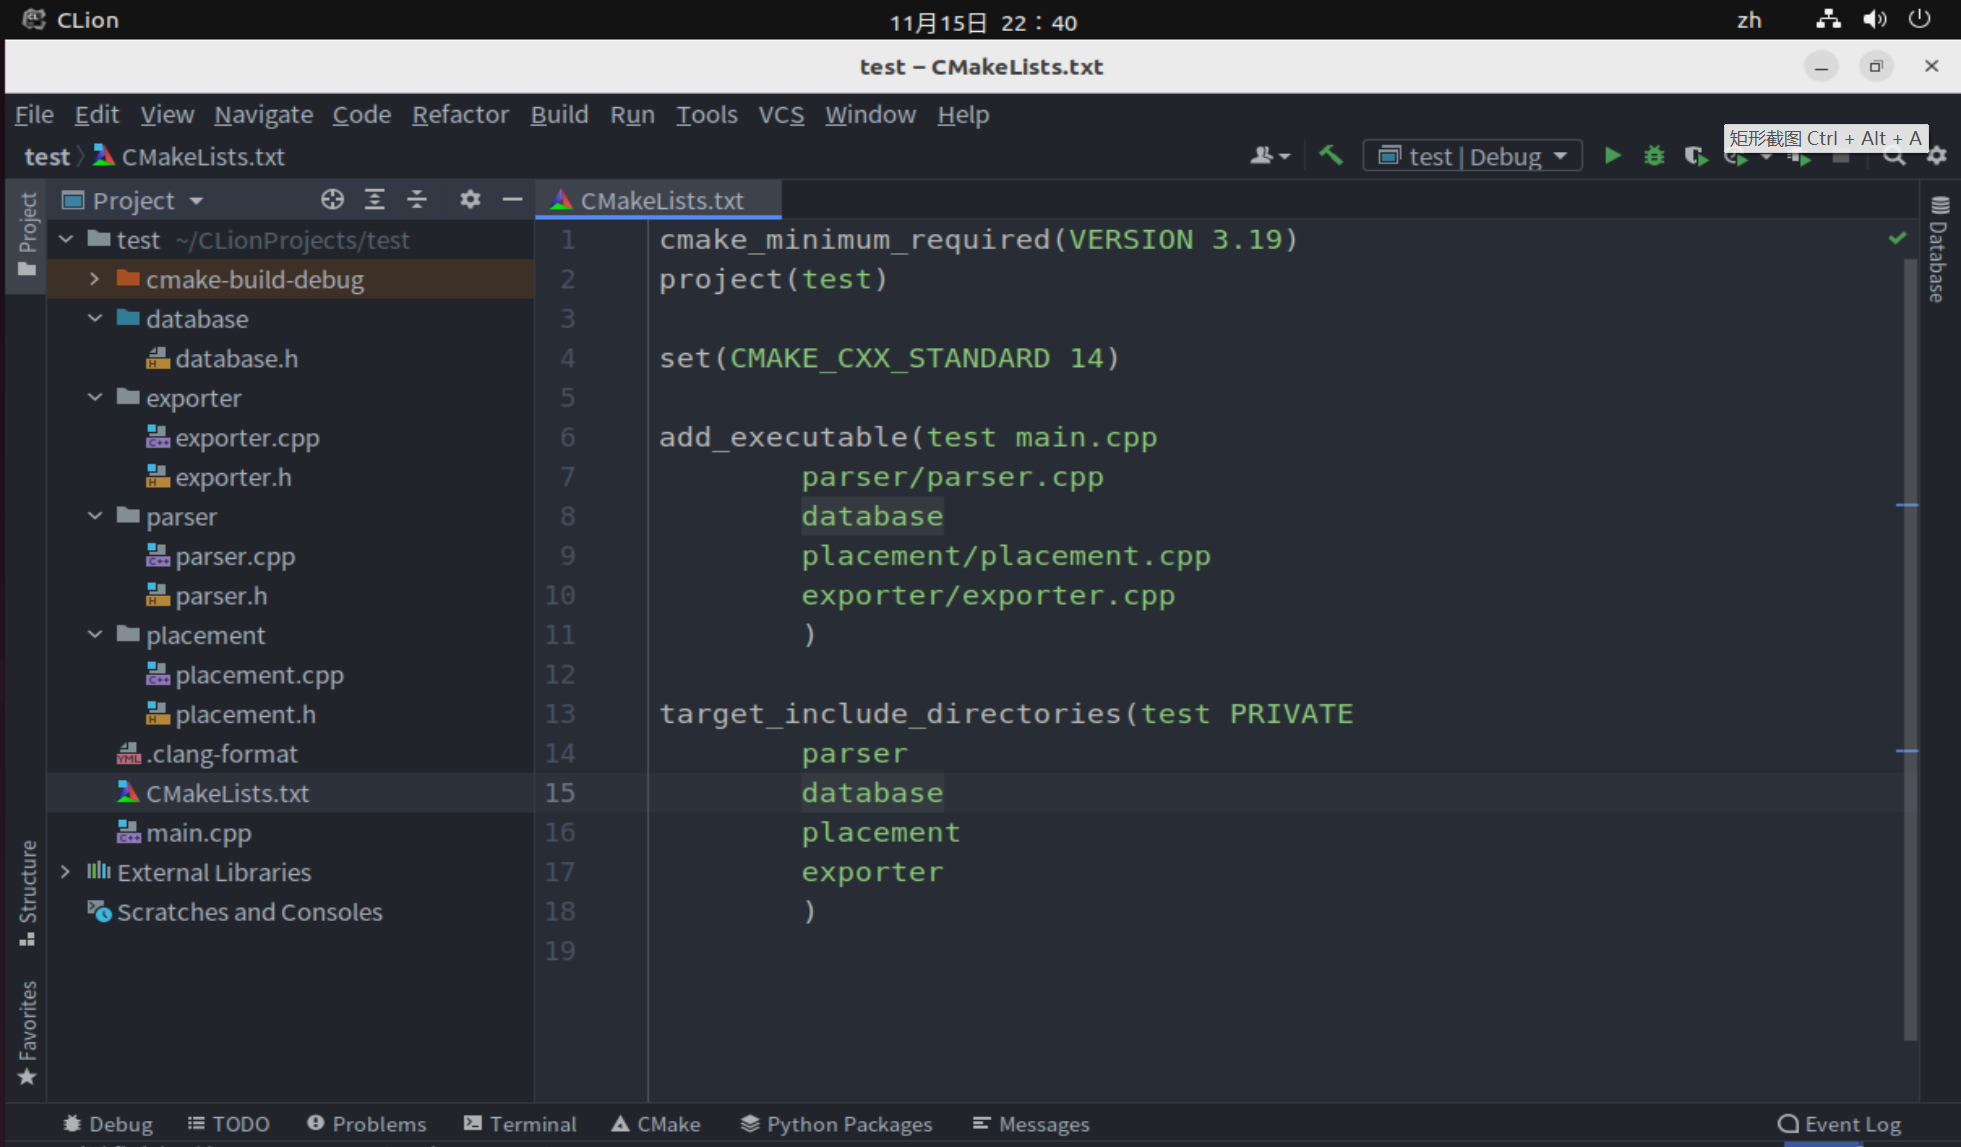 CLion
11月15日 22：40
zh
test – CMakeLists.txt
File Edit View Navigate Code Refactor Build Run Tools VCS Window Help
矩形截图 Ctrl + Alt + A
test CMakeLists.txt
test | Debug
Project
Project
CMakeLists.txt
Database
test ~/CLionProjects/test
cmake-build-debug
database
database.h
exporter
exporter.cpp
exporter.h
parser
parser.cpp
parser.h
placement
placement.cpp
placement.h
.clang-format
CMakeLists.txt
main.cpp
External Libraries
Scratches and Consoles
Structure
Favorites
1 cmake_minimum_required(VERSION 3.19)
2 project(test)
3
4 set(CMAKE_CXX_STANDARD 14)
5
6 add_executable(test main.cpp
7 parser/parser.cpp
8 database
9 placement/placement.cpp
10 exporter/exporter.cpp
11 )
12
13 target_include_directories(test PRIVATE
14 parser
15 database
16 placement
17 exporter
18 )
19
Debug TODO Problems Terminal CMake Python Packages Messages Event Log